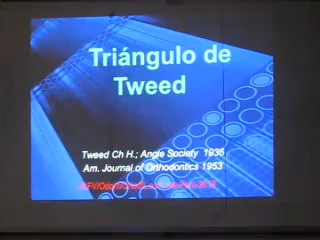 Triángulo de
Tweed
Tweed Ch H.; Angle Society 1936
Am. Journal of Orthodontics 1953